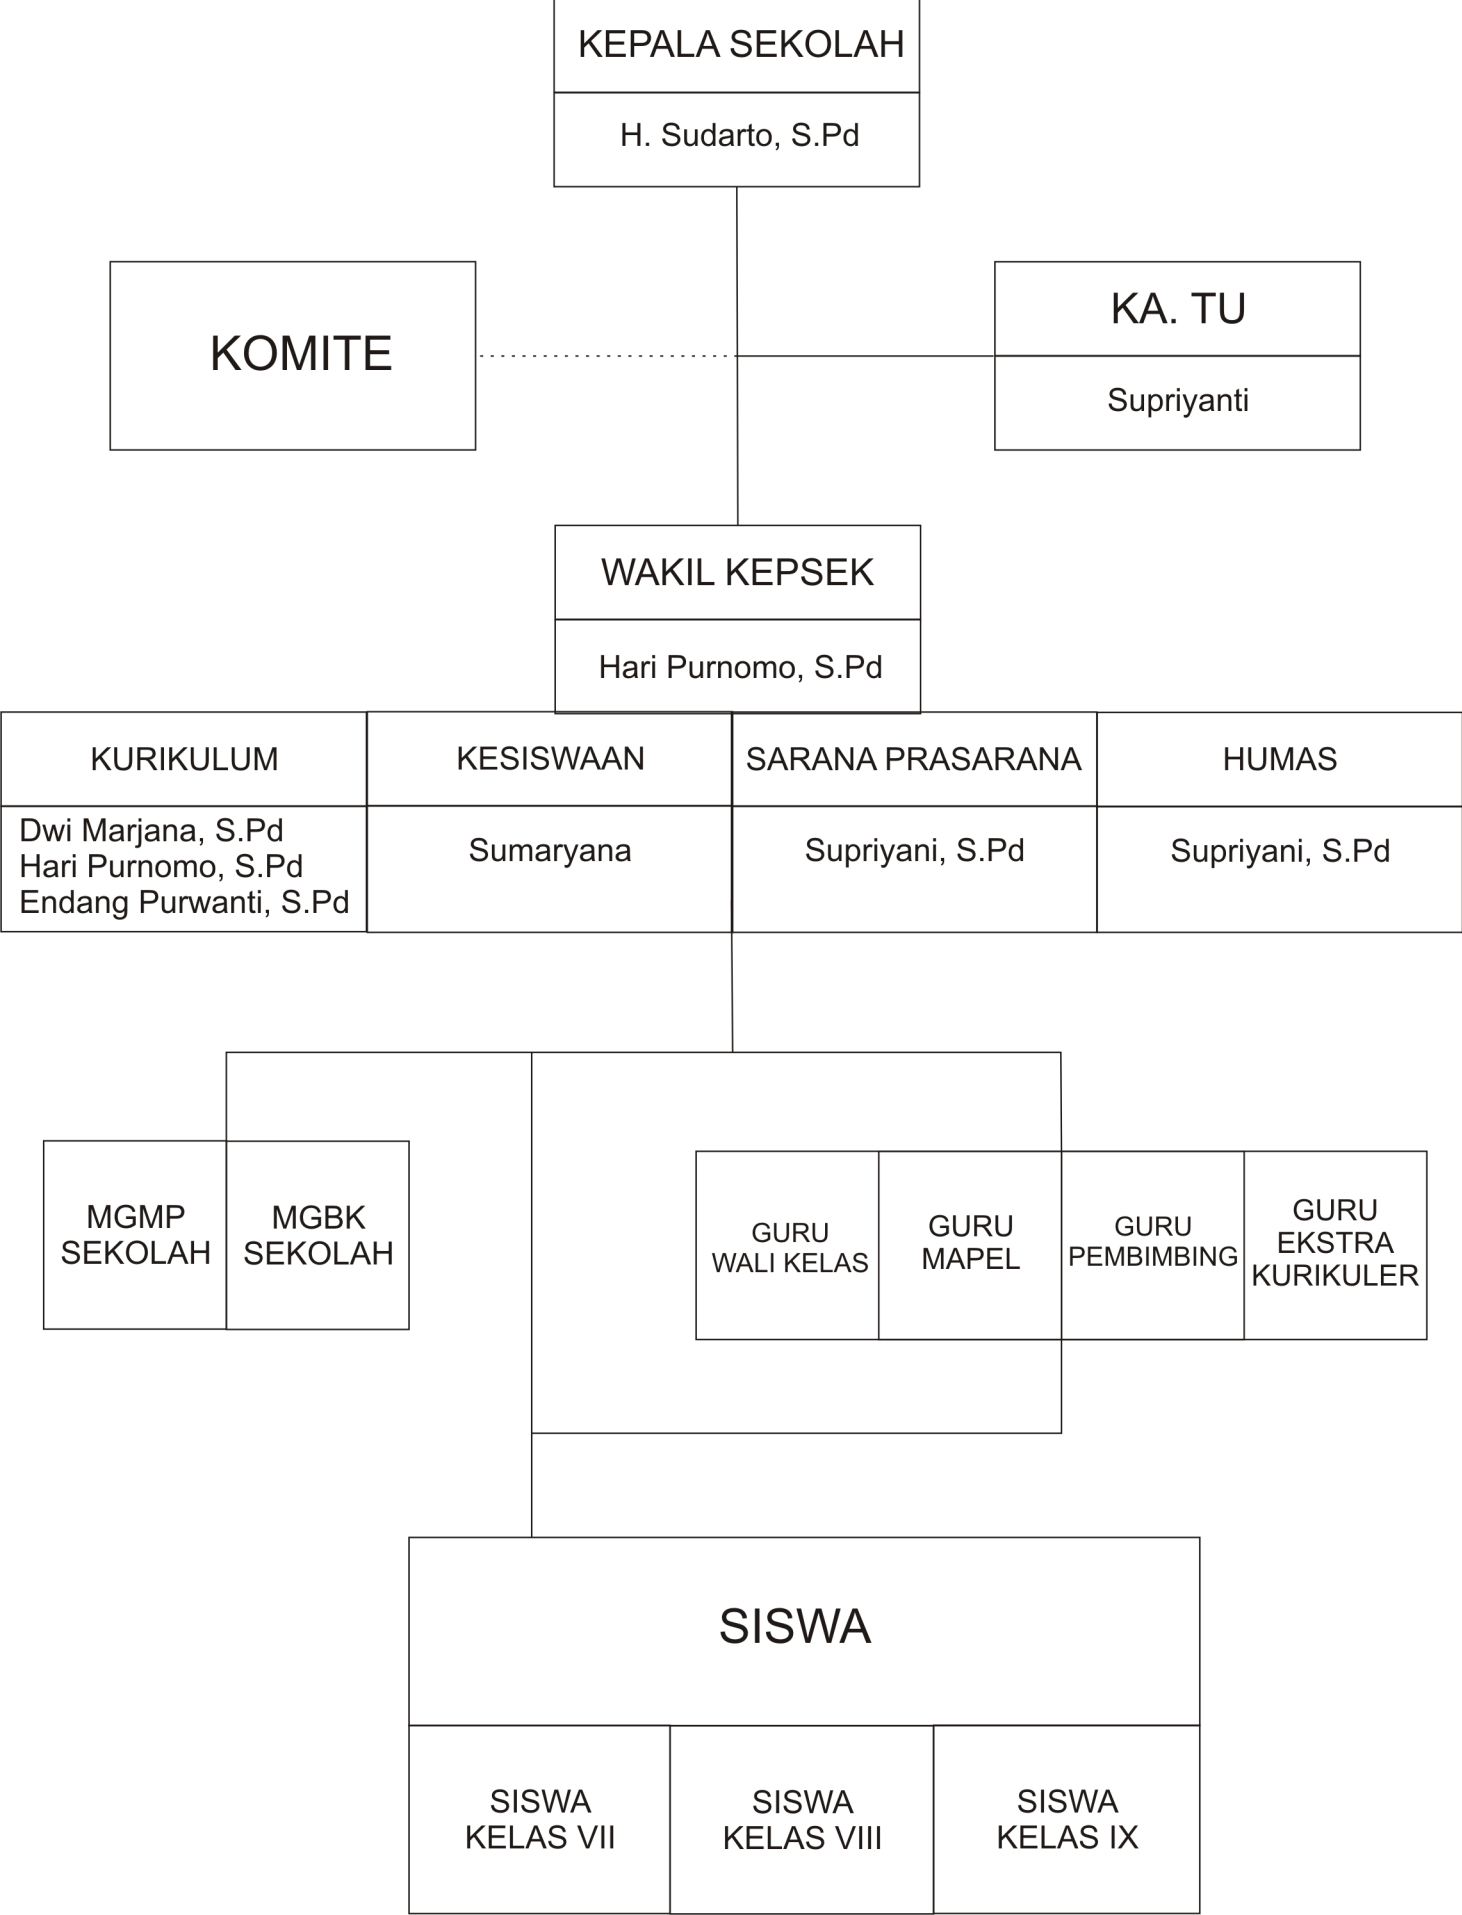 KEPALA SEKOLAH
H. Sudarto, S.Pd
KOMITE
KA. TU
Supriyanti
WAKIL KEPSEK
Hari Purnomo, S.Pd
KURIKULUM
Dwi Marjana, S.Pd
Hari Purnomo, S.Pd
Endang Purwanti, S.Pd
KESISWAAN
Sumaryana
SARANA PRASARANA
Supriyani, S.Pd
HUMAS
Supriyani, S.Pd
MGMP
SEKOLAH
MGBK
SEKOLAH
GURU
WALI KELAS
GURU
MAPEL
GURU
PEMBIMBING
GURU
EKSTRA
KURIKULER
SISWA
SISWA
KELAS VII
SISWA
KELAS VIII
SISWA
KELAS IX